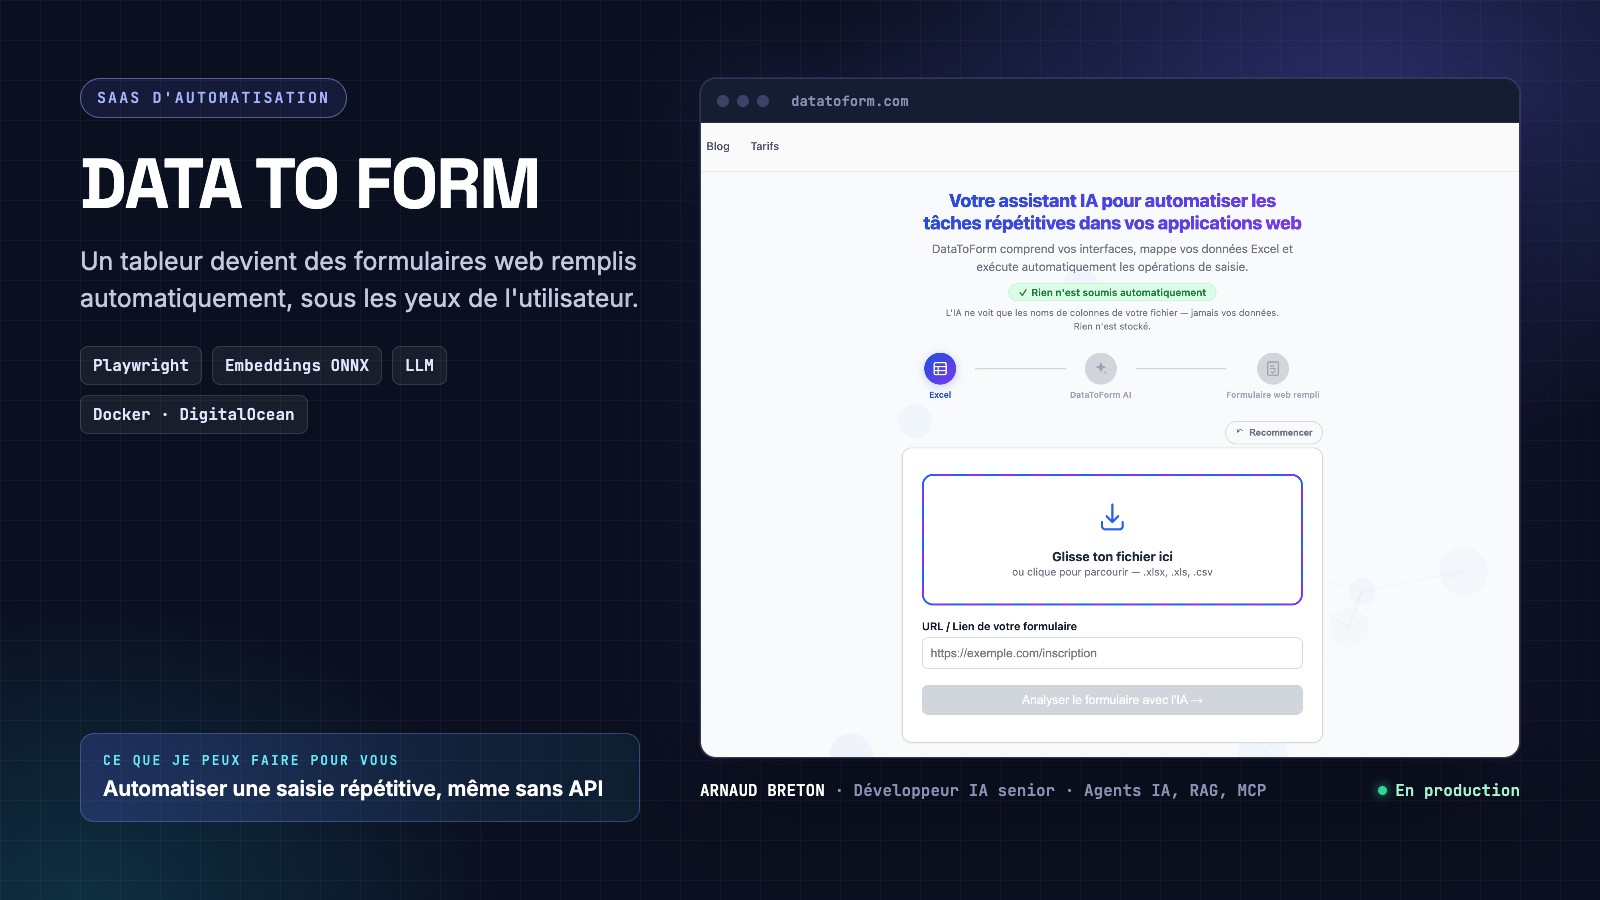 SAAS D'AUTOMATISATION
DATA TO FORM
Un tableur devient des formulaires web remplis
automatiquement, sous les yeux de l'utilisateur.
Playwright
Embeddings ONNX
LLM
Docker · DigitalOcean
CE QUE JE PEUX FAIRE POUR VOUS
Automatiser une saisie répétitive, même sans API
datatoform.com
Blog
Tarifs
Votre assistant IA pour automatiser les
tâches répétitives dans vos applications web
DataToForm comprend vos interfaces, mappe vos données Excel et
exécute automatiquement les opérations de saisie.
✓ Rien n'est soumis automatiquement
L'IA ne voit que les noms de colonnes de votre fichier — jamais vos données.
Rien n'est stocké.
Excel
DataToForm AI
Formulaire web rempli
Recommencer
Glisse ton fichier ici
ou clique pour parcourir — .xlsx, .xls, .csv
URL / Lien de votre formulaire
https://exemple.com/inscription
Analyser le formulaire avec l'IA →
ARNAUD BRETON · Développeur IA senior · Agents IA, RAG, MCP
En production